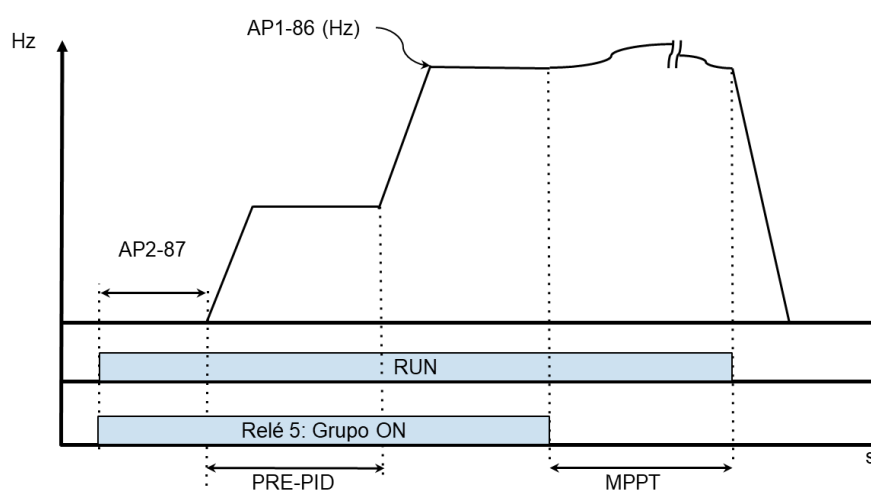 AP1-86 (Hz)
Hz
AP2-87
RUN
Relé 5: Grupo ON
s
PRE-PID
MPPT